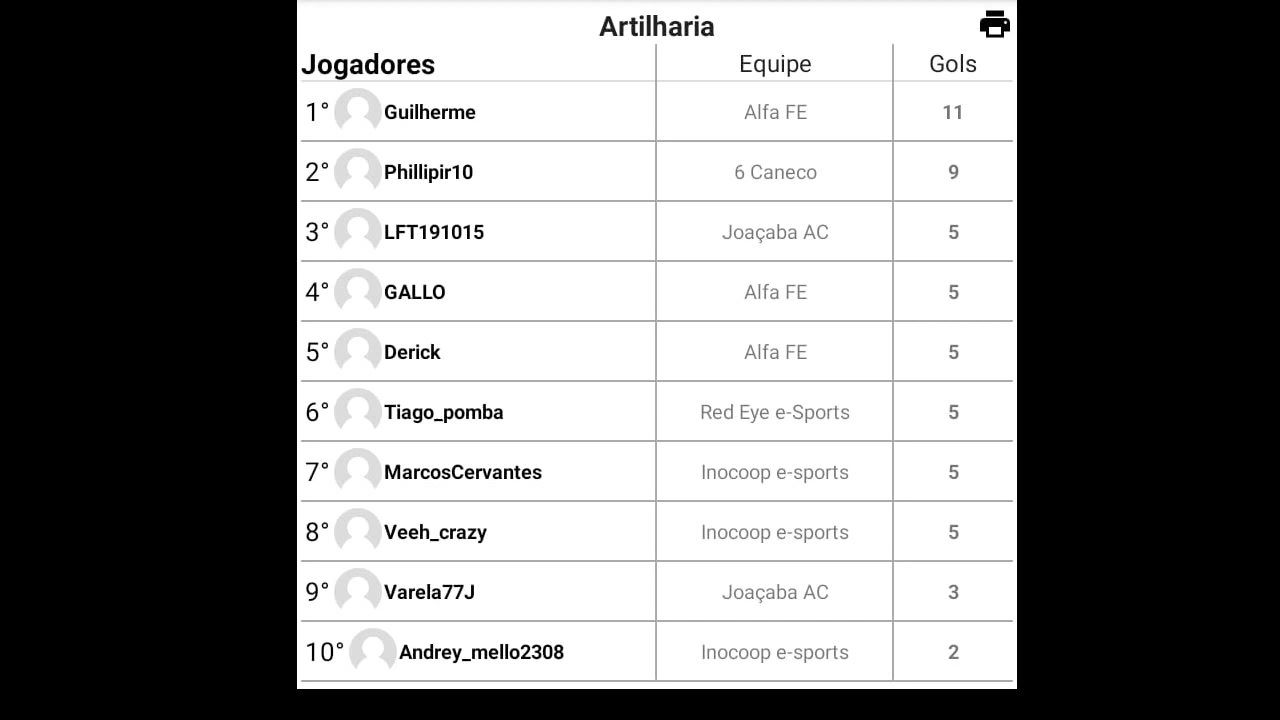 Artilharia
Jogadores Equipe Gols
1° Guilherme Alfa FE 11
2° Phillipir10 6 Caneco 9
3° LFT191015 Joaçaba AC 5
4° GALLO Alfa FE 5
5° Derick Alfa FE 5
6° Tiago_pomba Red Eye e-Sports 5
7° MarcosCervantes Inocoop e-sports 5
8° Veeh_crazy Inocoop e-sports 5
9° Varela77J Joaçaba AC 3
10° Andrey_mello2308 Inocoop e-sports 2